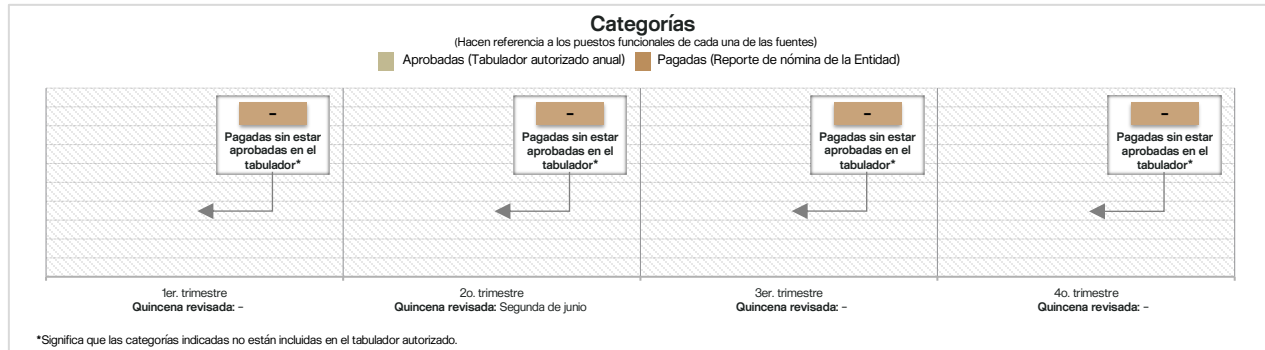 Categorías
(Hacen referencia a los puestos funcionales de cada una de las fuentes)
Aprobadas (Tabulador autorizado anual) Pagadas (Reporte de nómina de la Entidad)
-
Pagadas sin estar
aprobadas en el
tabulador*
-
Pagadas sin estar
aprobadas en el
tabulador*
-
Pagadas sin estar
aprobadas en el
tabulador*
-
Pagadas sin estar
aprobadas en el
tabulador*
1er. trimestre
Quincena revisada: -
2o. trimestre
Quincena revisada: Segunda de junio
3er. trimestre
Quincena revisada: -
4o. trimestre
Quincena revisada: -
*Significa que las categorías indicadas no están incluidas en el tabulador autorizado.